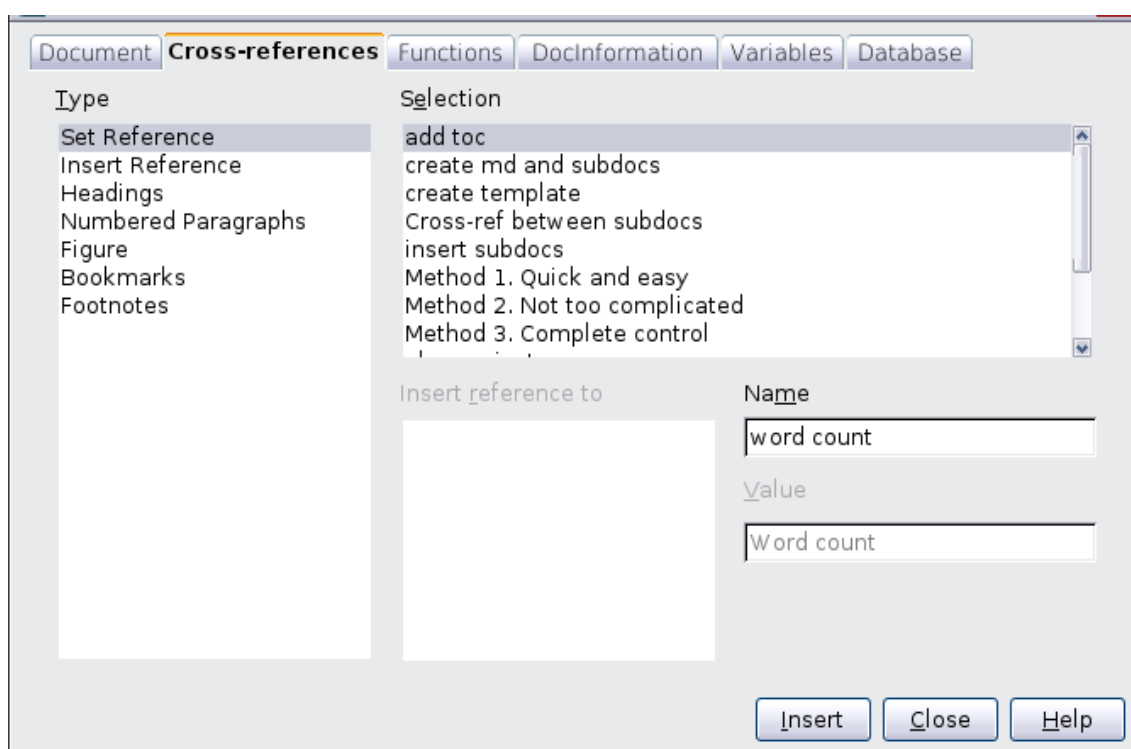 Document Cross-references Functions DocInformation Variables Database
Type
Selection
Set Reference
Insert Reference
Headings
Numbered Paragraphs
Figure
Bookmarks
Footnotes
add toc
create md and subdocs
create template
Cross-ref between subdocs
insert subdocs
Method 1. Quick and easy
Method 2. Not too complicated
Method 3. Complete control
Insert reference to
Name
word count
Value
Word count
Insert Close Help